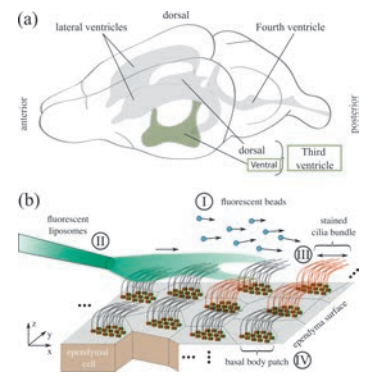 (a)
dorsal
lateral ventricles
Fourth ventricle
anterior
posterior
dorsal
Ventral
Third
ventricle
(b)
I
fluorescent beads
fluorescent
liposomes
II
III
stained
cilia bundle
ependyma surface
z
y
x
ependymal
cell
basal body patch
IV